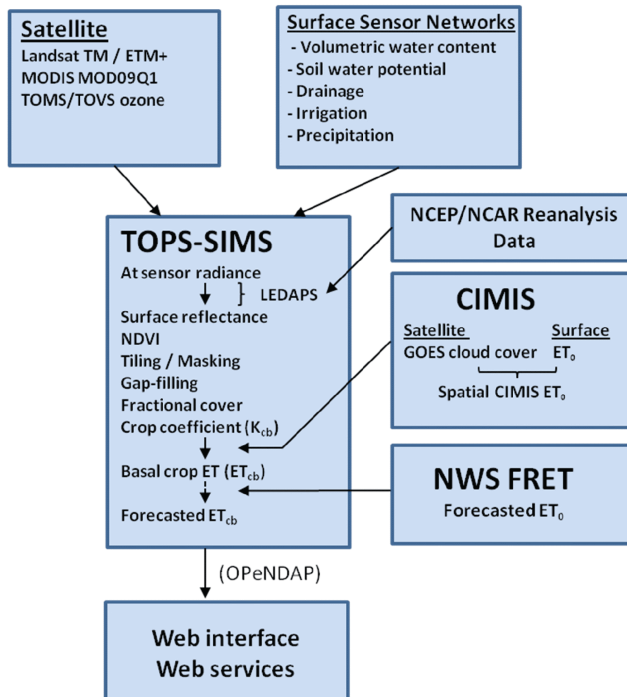 Satellite
Landsat TM / ETM+
MODIS MOD09Q1
TOMS/TOVS ozone
Surface Sensor Networks
- Volumetric water content
- Soil water potential
- Drainage
- Irrigation
- Precipitation
TOPS-SIMS
At sensor radiance
LEDAPS
Surface reflectance
NDVI
Tiling / Masking
Gap-filling
Fractional cover
Crop coefficient (Kcb)
Basal crop ET (ETcb)
Forecasted ETcb
NCEP/NCAR Reanalysis
Data
CIMIS
Satellite Surface
GOES cloud cover ET0
Spatial CIMIS ET0
NWS FRET
Forecasted ET0
(OPeNDAP)
Web interface
Web services